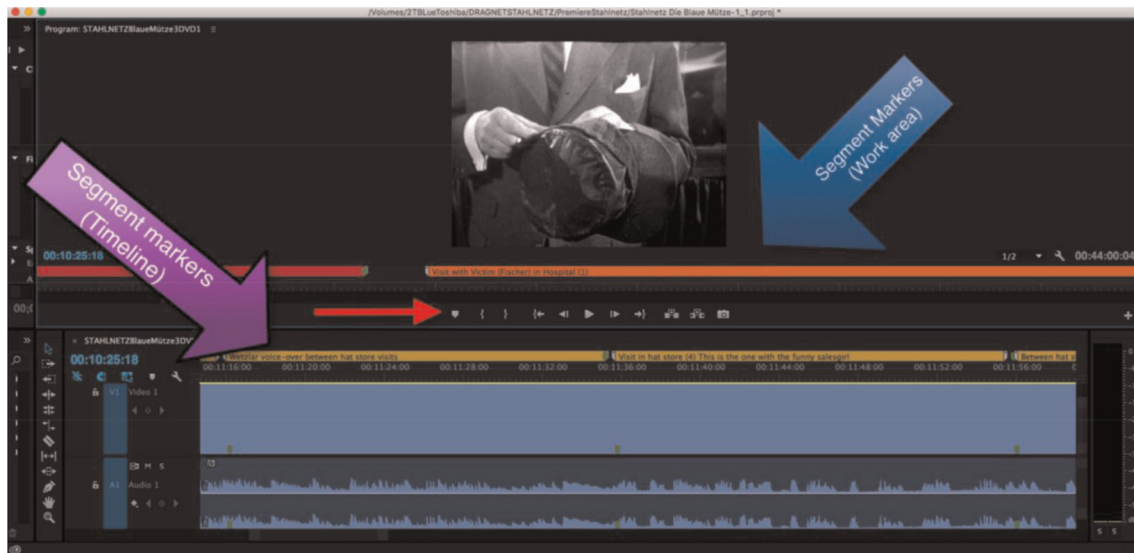 /Volumes/2TBLueToshiba/DRAGNETSTAHLNETZ/PremiereStahlnetz/Stahlnetz Die Blaue Mütze-1_1.prproj *
Program: STAHLNETZBlaueMütze3DVD1
Segment Markers
(Work area)
Segment markers
(Timeline)
00:10:25:18
1/2
00:44:00:04
Visit with Victim (Fischer) in Hospital (1)
STAHLNETZBlaueMütze3DV
00:10:25:18
Wetzlar voice-over between hat store visits
Visit in hat store (4) This is the one with the funny salesgirl
Between hat s
00:11:16:00 00:11:20:00 00:11:24:00 00:11:28:00 00:11:32:00 00:11:36:00 00:11:40:00 00:11:44:00 00:11:48:00 00:11:52:00 00:11:56:00
V1 Video 1
M S
A1 Audio 1
S S